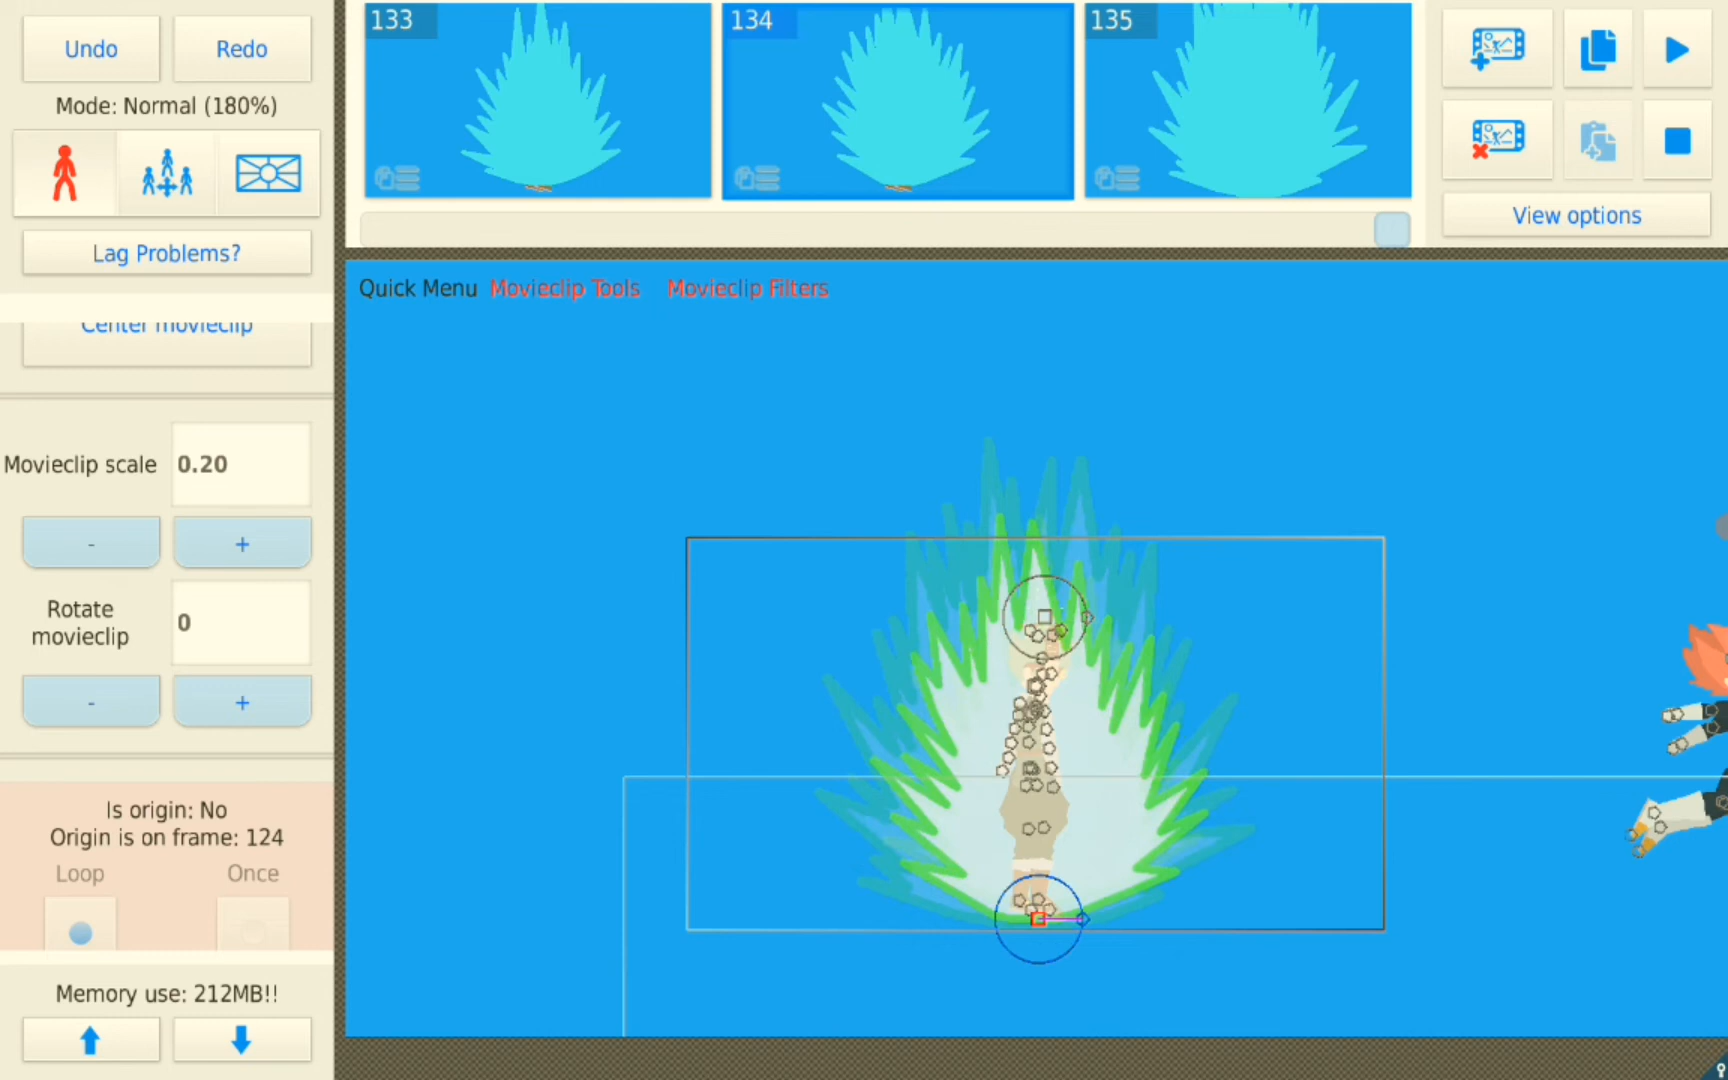 Undo
Redo
Mode: Normal (180%)
Lag Problems?
Center movieclip
Movieclip scale
0.20
-
+
Rotate
movieclip
0
-
+
Is origin: No
Origin is on frame: 124
Loop
Once
Memory use: 212MB!!
133
134
135
View options
Quick Menu
Movieclip Tools
Movieclip Filters